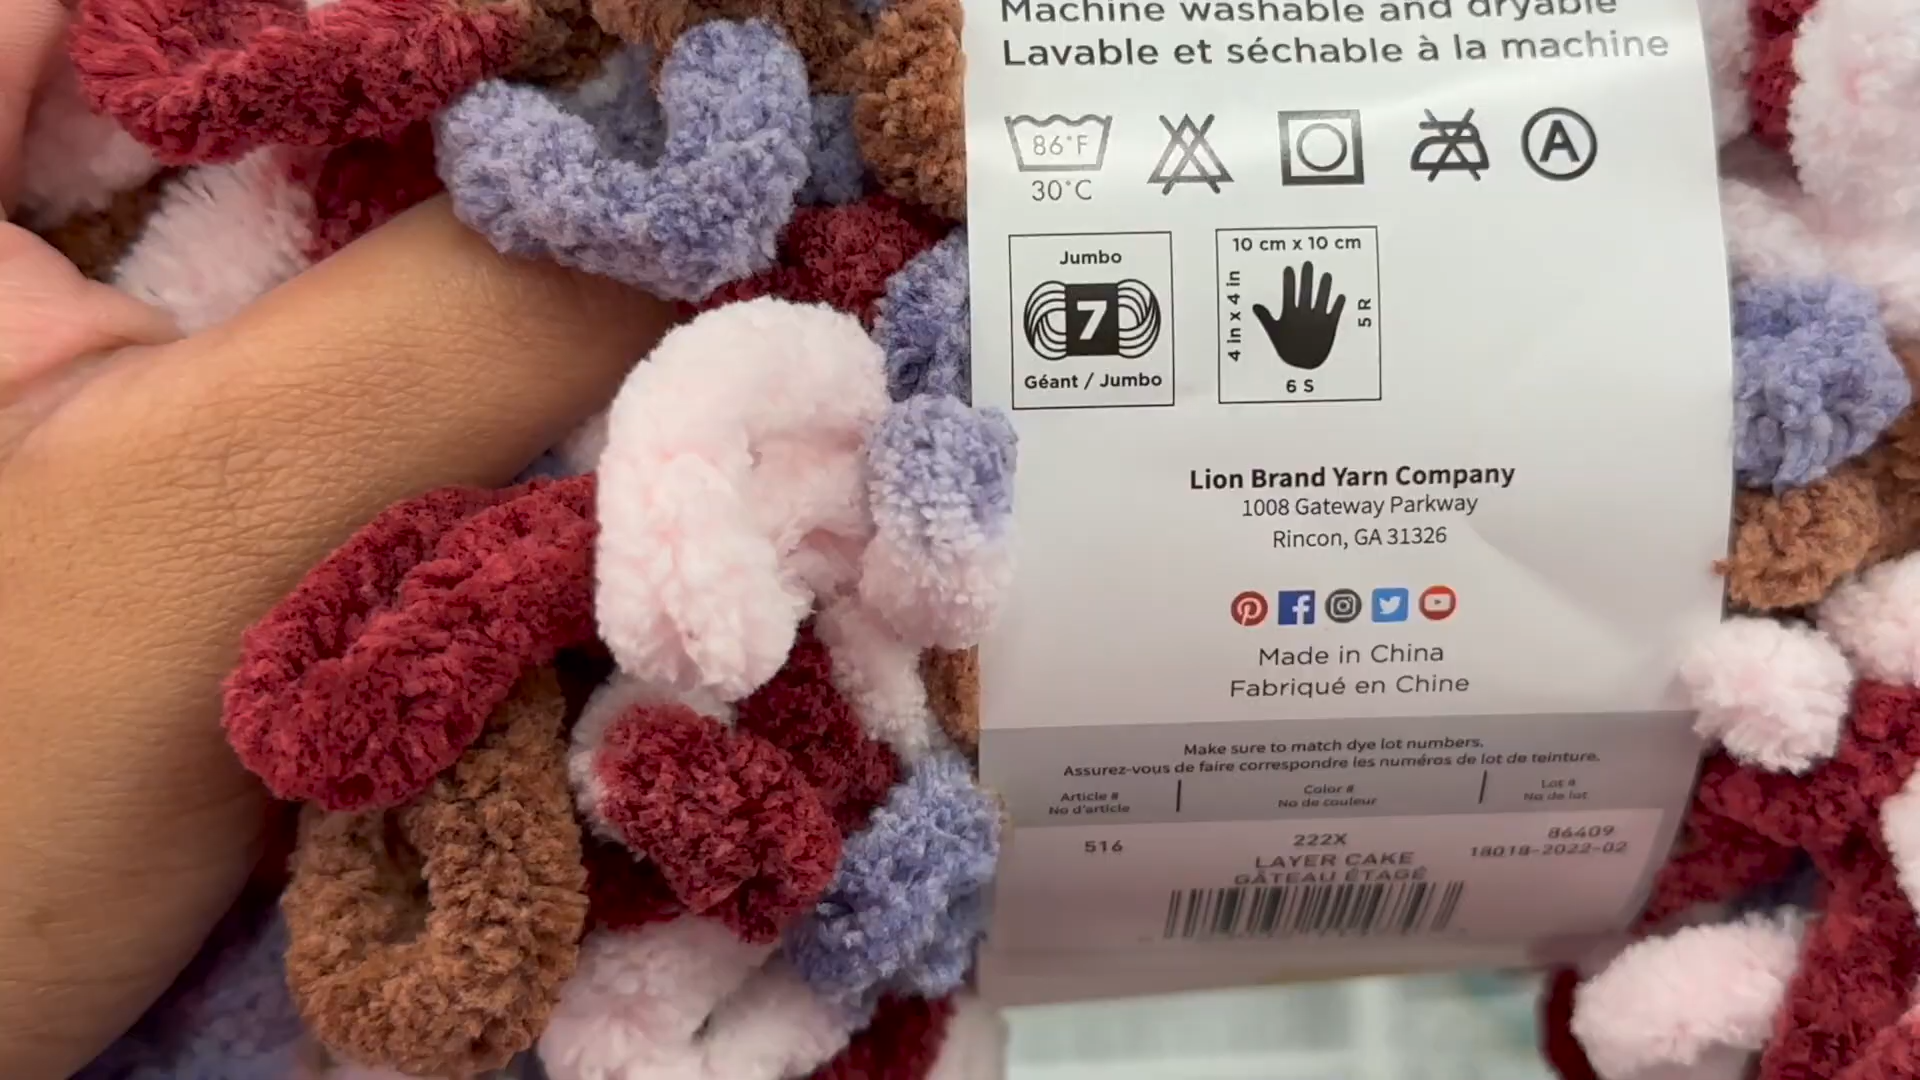 Machine washable and dryable
Lavable et séchable à la machine
86°F
30°C
A
Jumbo
7
Géant / Jumbo
10 cm x 10 cm
4 in x 4 in
5 R
6 S
Lion Brand Yarn Company
1008 Gateway Parkway
Rincon, GA 31326
Made in China
Fabriqué en Chine
Make sure to match dye lot numbers.
Assurez-vous de faire correspondre les numéros de lot de teinture.
Article # Color # Lot #
No d'article No de couleur No de lot
516 222X 86409
LAYER CAKE 18018-2022-02
GÂTEAU ÉTAGÉ